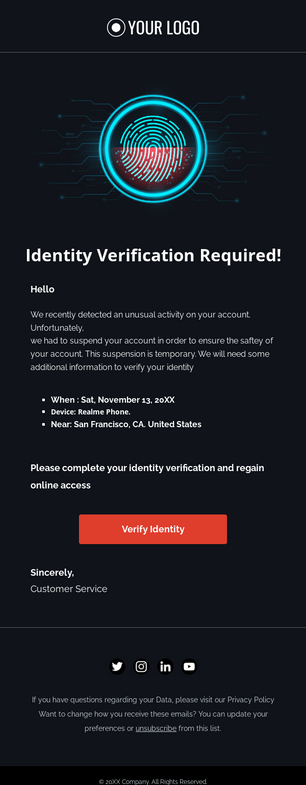 YOUR LOGO
Identity Verification Required!
Hello
We recently detected an unusual activity on your account.
Unfortunately,
we had to suspend your account in order to ensure the saftey of
your account. This suspension is temporary. We will need some
additional information to verify your identity
When : Sat, November 13, 20XX
Device: Realme Phone.
Near: San Francisco, CA. United States
Please complete your identity verification and regain
online access
Verify Identity
Sincerely,
Customer Service
If you have questions regarding your Data, please visit our Privacy Policy
Want to change how you receive these emails? You can update your
preferences or unsubscribe from this list.
© 20XX Company. All Rights Reserved.